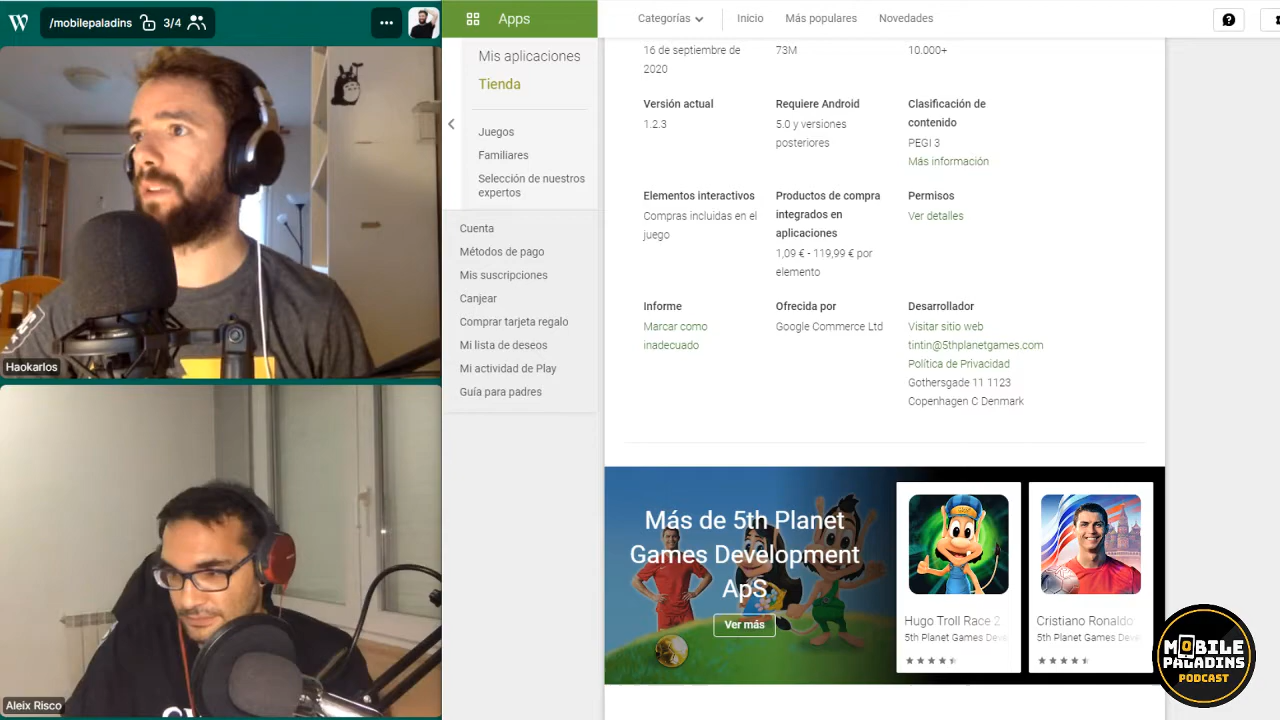 /mobilepaladins 3/4
Haokarlos
Aleix Risco
Apps
Mis aplicaciones
Tienda
Juegos
Familiares
Selección de nuestros
expertos
Cuenta
Métodos de pago
Mis suscripciones
Canjear
Comprar tarjeta regalo
Mi lista de deseos
Mi actividad de Play
Guía para padres
Categorías Inicio Más populares Novedades
16 de septiembre de
2020
73M
10.000+
Versión actual
1.2.3
Requiere Android
5.0 y versiones
posteriores
Clasificación de
contenido
PEGI 3
Más información
Elementos interactivos
Compras incluidas en el
juego
Productos de compra
integrados en
aplicaciones
1,09 € - 119,99 € por
elemento
Permisos
Ver detalles
Informe
Marcar como
inadecuado
Ofrecida por
Google Commerce Ltd
Desarrollador
Visitar sitio web
tintin@5thplanetgames.com
Política de Privacidad
Gothersgade 11 1123
Copenhagen C Denmark
Más de 5th Planet
Games Development
ApS
Ver más
Hugo Troll Race 2
5th Planet Games Deve
Cristiano Ronaldo
5th Planet Games Deve
MOBILE
PALADINS
PODCAST